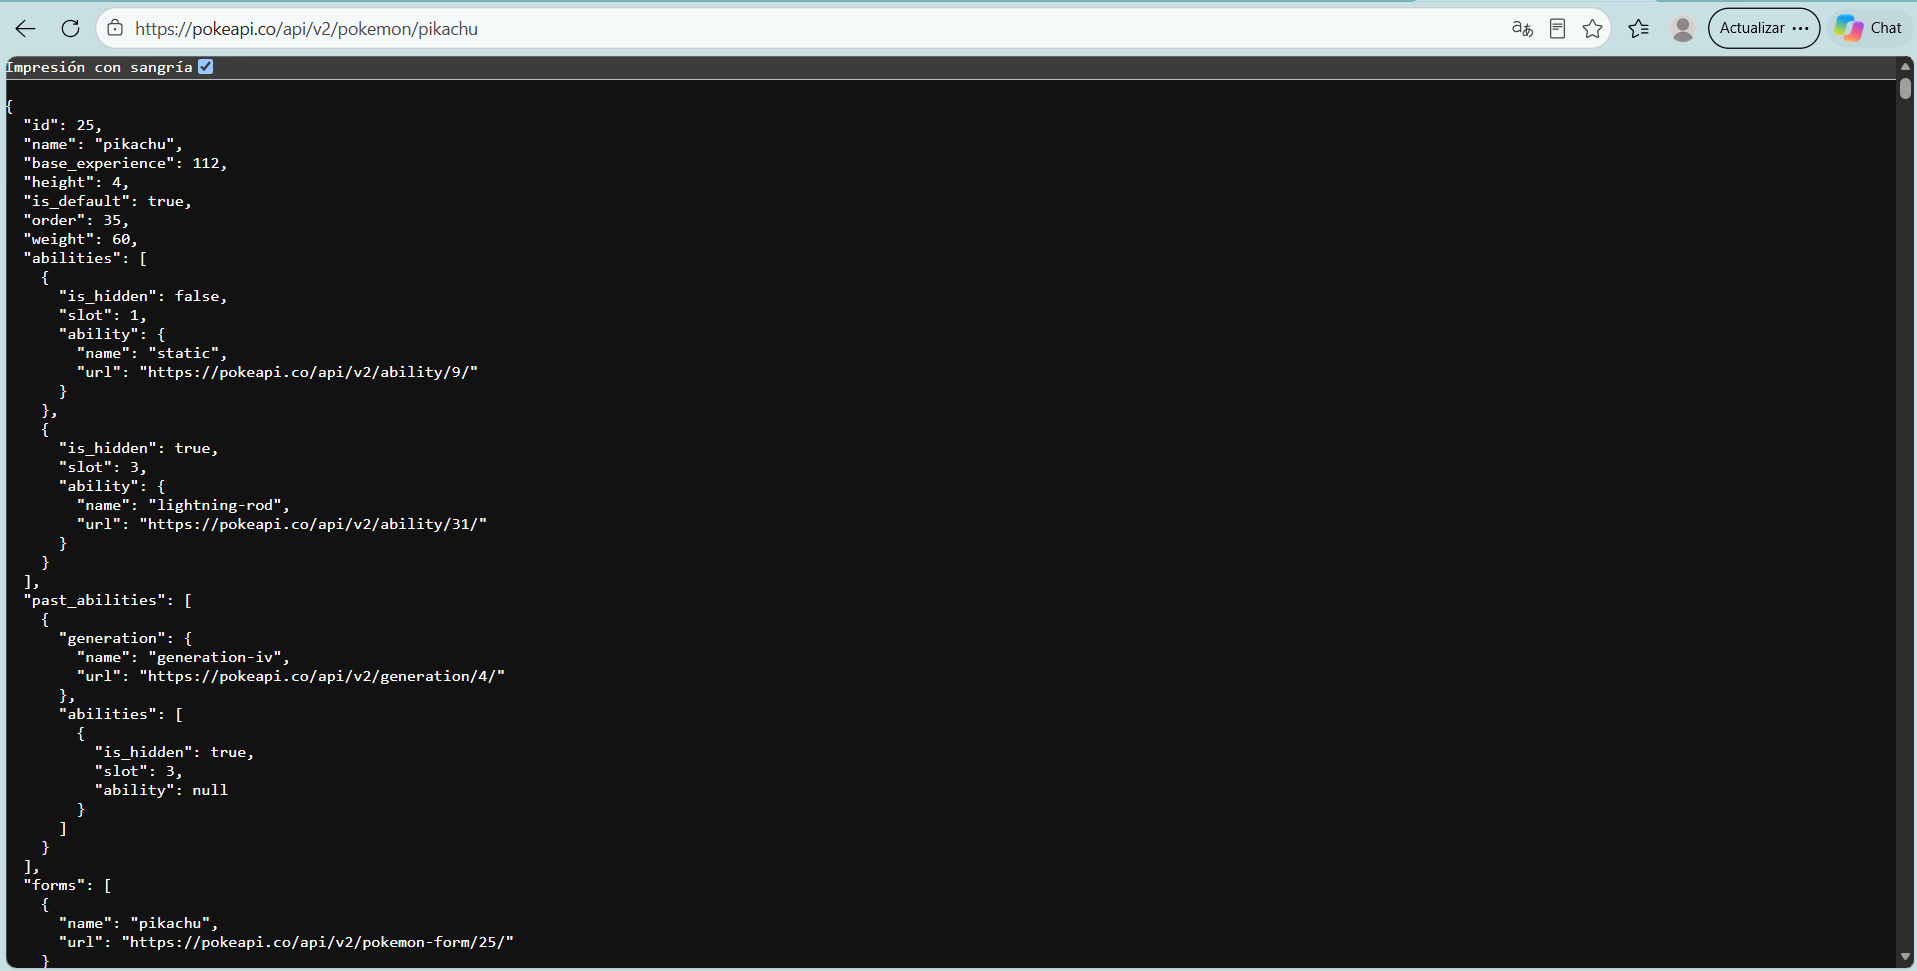 https://pokeapi.co/api/v2/pokemon/pikachu
Actualizar
Chat
Impresión con sangría
{
  "id": 25,
  "name": "pikachu",
  "base_experience": 112,
  "height": 4,
  "is_default": true,
  "order": 35,
  "weight": 60,
  "abilities": [
    {
      "is_hidden": false,
      "slot": 1,
      "ability": {
        "name": "static",
        "url": "https://pokeapi.co/api/v2/ability/9/"
      }
    },
    {
      "is_hidden": true,
      "slot": 3,
      "ability": {
        "name": "lightning-rod",
        "url": "https://pokeapi.co/api/v2/ability/31/"
      }
    }
  ],
  "past_abilities": [
    {
      "generation": {
        "name": "generation-iv",
        "url": "https://pokeapi.co/api/v2/generation/4/"
      },
      "abilities": [
        {
          "is_hidden": true,
          "slot": 3,
          "ability": null
        }
      ]
    }
  ],
  "forms": [
    {
      "name": "pikachu",
      "url": "https://pokeapi.co/api/v2/pokemon-form/25/"
    }